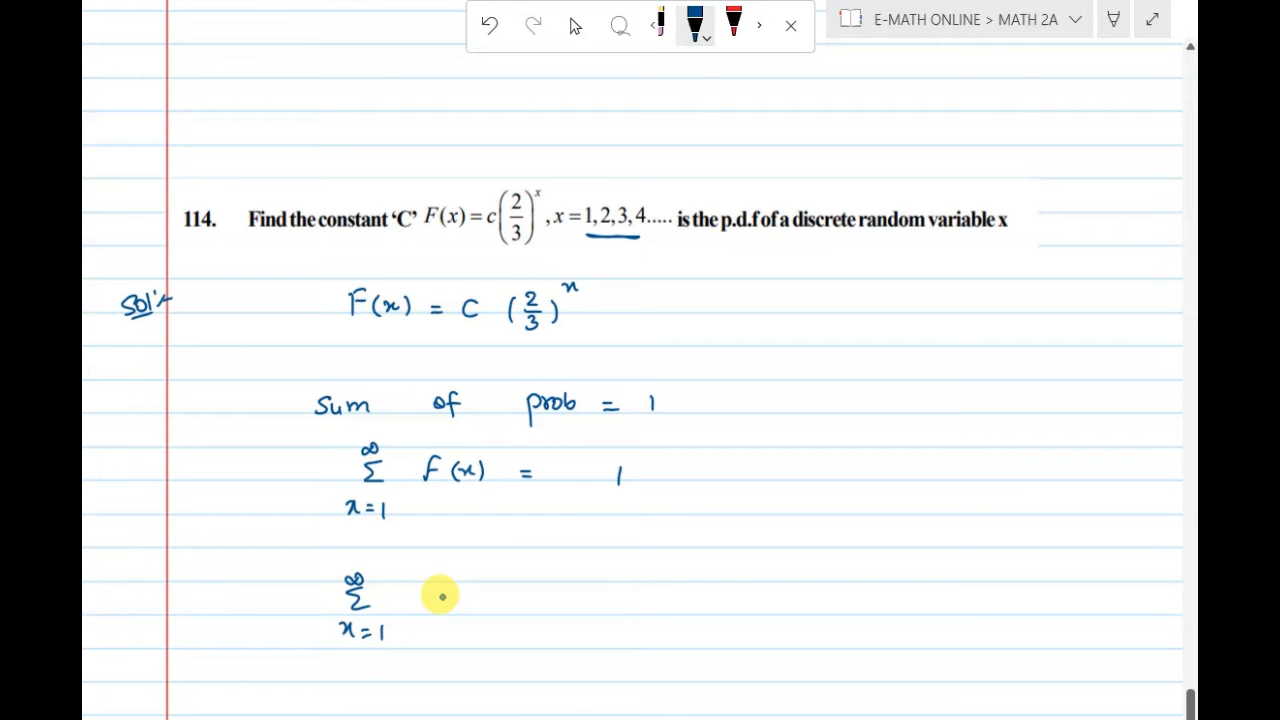 E-MATH ONLINE > MATH 2A
114. Find the constant ‘C’ F(x) = c(2/3)^x, x = 1,2,3,4..... is the p.d.f of a discrete random variable x
Sol:-
F(x) = C (2/3)^x
Sum of prob = 1
∞
Σ f(x) = 1
x=1
∞
Σ
x=1